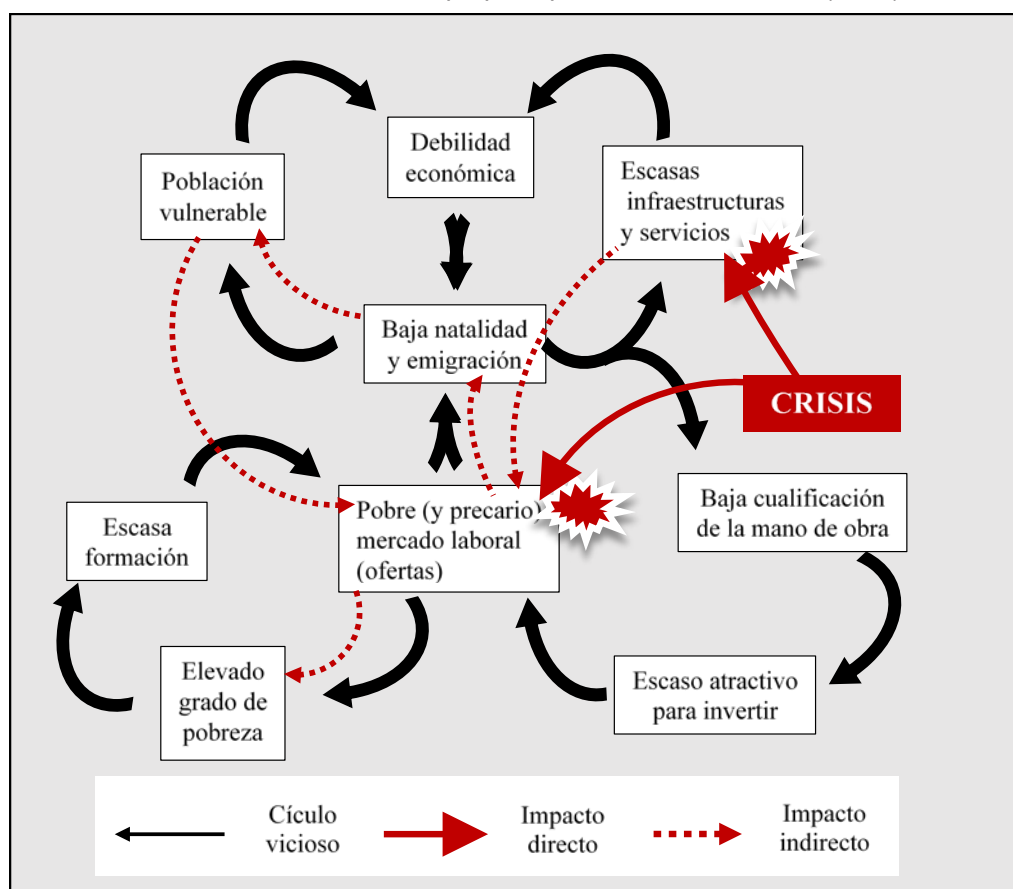 Debilidad
económica
Población
vulnerable
Escasas
infraestructuras
y servicios
Baja natalidad
y emigración
CRISIS
Pobre (y precario)
mercado laboral
(ofertas)
Baja cualificación
de la mano de obra
Escasa
formación
Elevado
grado de
pobreza
Escaso atractivo
para invertir
Cículo
vicioso
Impacto
directo
Impacto
indirecto